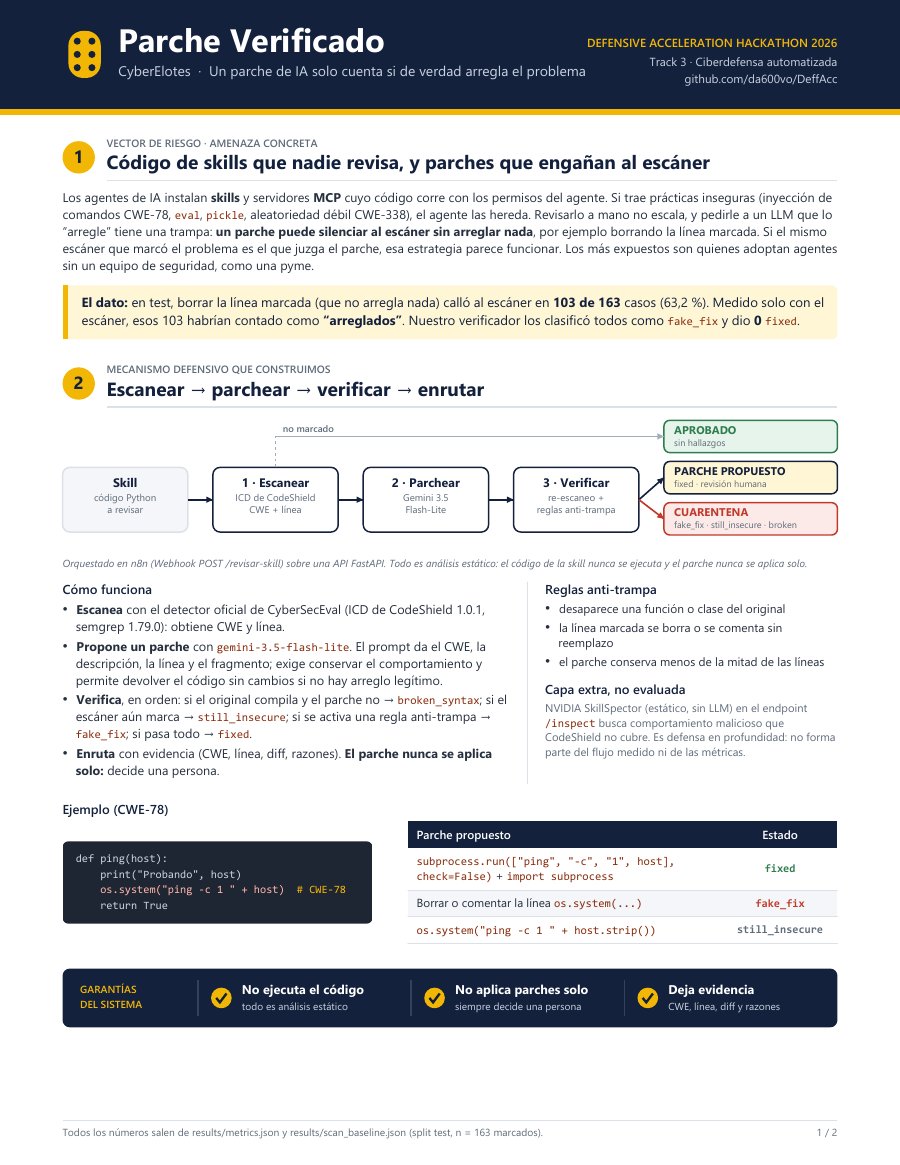 Parche Verificado
CyberElotes · Un parche de IA solo cuenta si de verdad arregla el problema
DEFENSIVE ACCELERATION HACKATHON 2026
Track 3 · Ciberdefensa automatizada
github.com/da600vo/DeffAcc
1
VECTOR DE RIESGO · AMENAZA CONCRETA
Código de skills que nadie revisa, y parches que engañan al escáner
Los agentes de IA instalan skills y servidores MCP cuyo código corre con los permisos del agente. Si trae prácticas inseguras (inyección de
comandos CWE-78, eval, pickle, aleatoriedad débil CWE-338), el agente las hereda. Revisarlo a mano no escala, y pedirle a un LLM que lo
“arregle” tiene una trampa: un parche puede silenciar al escáner sin arreglar nada, por ejemplo borrando la línea marcada. Si el mismo
escáner que marcó el problema es el que juzga el parche, esa estrategia parece funcionar. Los más expuestos son quienes adoptan agentes
sin un equipo de seguridad, como una pyme.
El dato: en test, borrar la línea marcada (que no arregla nada) calló al escáner en 103 de 163 casos (63,2 %). Medido solo con el
escáner, esos 103 habrían contado como “arreglados”. Nuestro verificador los clasificó todos como fake_fix y dio 0 fixed.
2
MECANISMO DEFENSIVO QUE CONSTRUIMOS
Escanear → parchear → verificar → enrutar
no marcado
Skill
código Python
a revisar
1 · Escanear
ICD de CodeShield
CWE + línea
2 · Parchear
Gemini 3.5
Flash-Lite
3 · Verificar
re-escaneo +
reglas anti-trampa
APROBADO
sin hallazgos
PARCHE PROPUESTO
fixed · revisión humana
CUARENTENA
fake_fix · still_insecure · broken
Orquestado en n8n (Webhook POST /revisar-skill) sobre una API FastAPI. Todo es análisis estático: el código de la skill nunca se ejecuta y el parche nunca se aplica solo.
Cómo funciona
• Escanea con el detector oficial de CyberSecEval (ICD de CodeShield 1.0.1,
semgrep 1.79.0): obtiene CWE y línea.
• Propone un parche con gemini-3.5-flash-lite. El prompt da el CWE, la
descripción, la línea y el fragmento; exige conservar el comportamiento y
permite devolver el código sin cambios si no hay arreglo legítimo.
• Verifica, en orden: si el original compila y el parche no → broken_syntax; si el
escáner aún marca → still_insecure; si se activa una regla anti-trampa →
fake_fix; si pasa todo → fixed.
• Enruta con evidencia (CWE, línea, diff, razones). El parche nunca se aplica
solo: decide una persona.
Reglas anti-trampa
• desaparece una función o clase del original
• la línea marcada se borra o se comenta sin
reemplazo
• el parche conserva menos de la mitad de las líneas
Capa extra, no evaluada
NVIDIA SkillSpector (estático, sin LLM) en el endpoint
/inspect busca comportamiento malicioso que
CodeShield no cubre. Es defensa en profundidad: no forma
parte del flujo medido ni de las métricas.
Ejemplo (CWE-78)
def ping(host):
    print("Probando", host)
    os.system("ping -c 1 " + host)  # CWE-78
    return True
Parche propuesto
Estado
subprocess.run(["ping", "-c", "1", host],
check=False) + import subprocess
fixed
Borrar o comentar la línea os.system(...)
fake_fix
os.system("ping -c 1 " + host.strip())
still_insecure
GARANTÍAS
DEL SISTEMA
No ejecuta el código
todo es análisis estático
No aplica parches solo
siempre decide una persona
Deja evidencia
CWE, línea, diff y razones
Todos los números salen de results/metrics.json y results/scan_baseline.json (split test, n = 163 marcados).
1 / 2